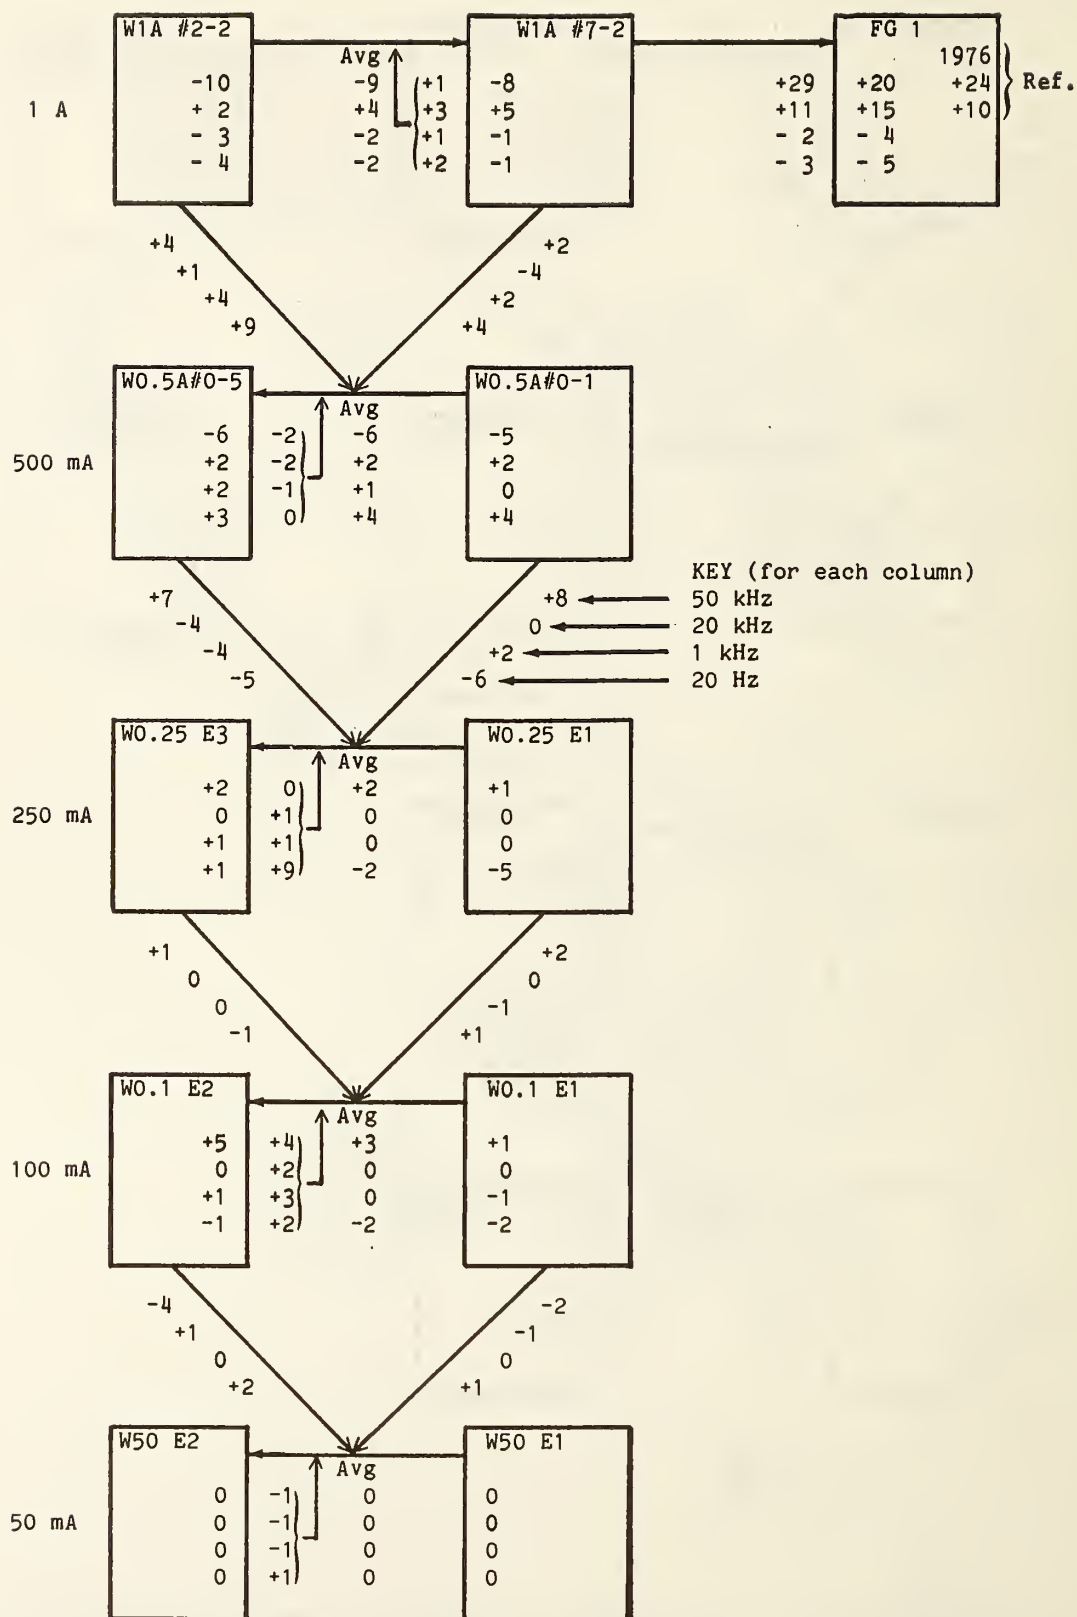 W1A #2-2 W1A #7-2 FG 1
Avg 1976
-10 -9 +1 -8 +29 +20 +24 Ref.
1 A + 2 +4 +3 +5 +11 +15 +10
- 3 -2 +1 -1 - 2 - 4
- 4 -2 +2 -1 - 3 - 5
+4 +2
+1 -4
+4 +2
+9 +4
W0.5A#0-5 W0.5A#0-1
Avg
-6 -2 -6 -5
500 mA +2 -2 +2 +2
+2 -1 +1 0
+3 0 +4 +4
KEY (for each column)
+7 +8 50 kHz
-4 0 20 kHz
-4 +2 1 kHz
-5 -6 20 Hz
W0.25 E3 W0.25 E1
Avg
+2 0 +2 +1
250 mA 0 +1 0 0
+1 +1 0 0
+1 +9 -2 -5
+1 +2
0 0
0 -1
-1 +1
W0.1 E2 W0.1 E1
Avg
+5 +4 +3 +1
100 mA 0 +2 0 0
+1 +3 0 -1
-1 +2 -2 -2
-4 -2
+1 -1
0 0
+2 +1
W50 E2 W50 E1
Avg
0 -1 0 0
50 mA 0 -1 0 0
0 -1 0 0
0 +1 0 0